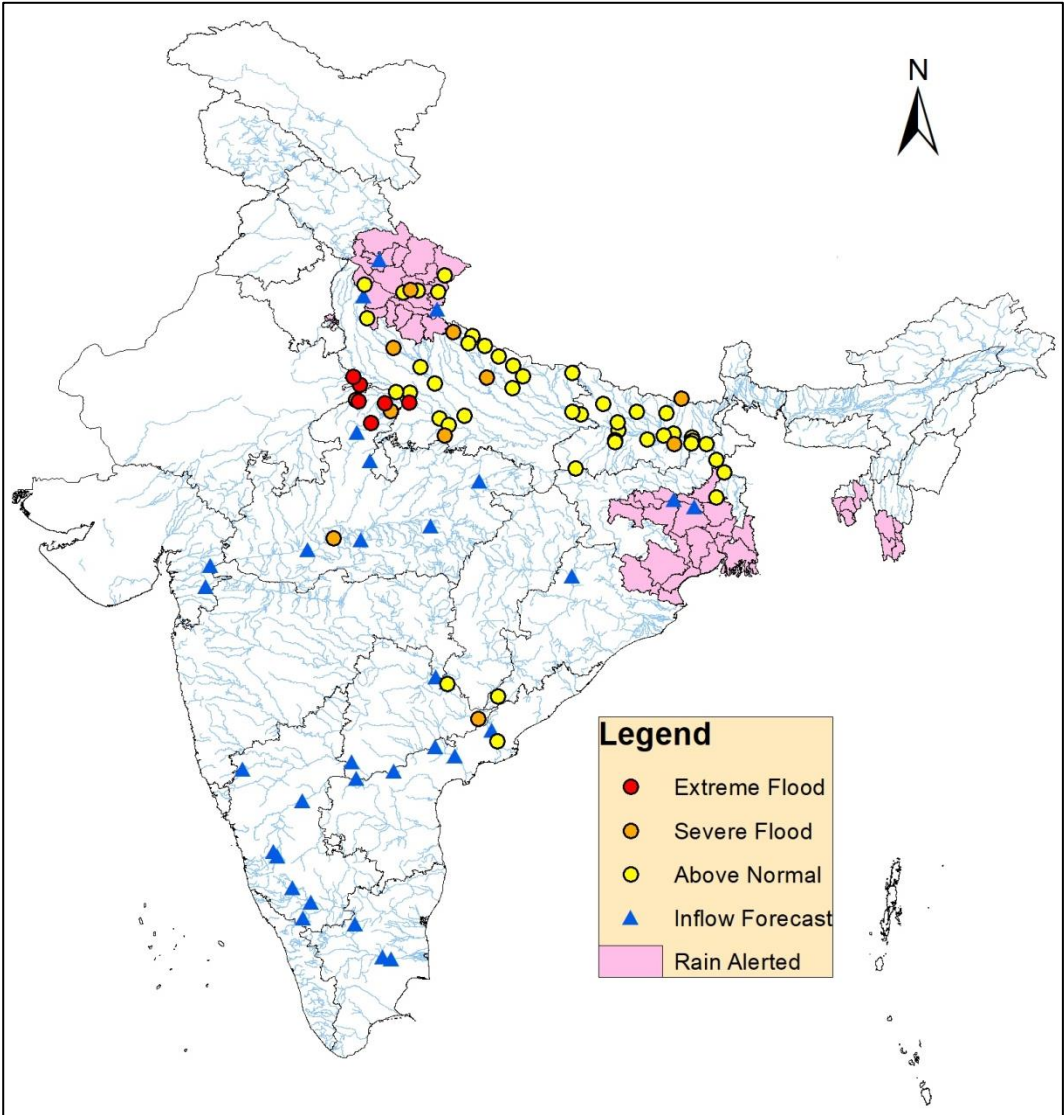 N
Legend
Extreme Flood
Severe Flood
Above Normal
Inflow Forecast
Rain Alerted